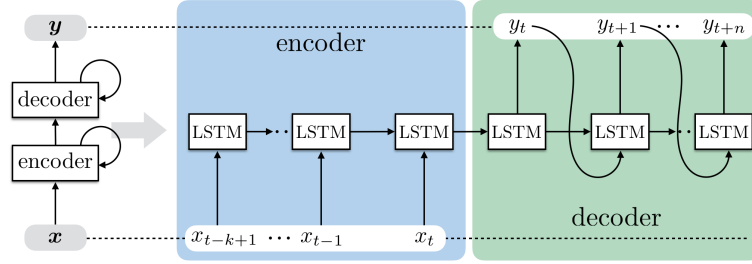 y
decoder
encoder
x
encoder
LSTM ·· LSTM LSTM LSTM LSTM ·· LSTM
x_{t−k+1} ··· x_{t−1} x_t
y_t y_{t+1} ··· y_{t+n}
decoder